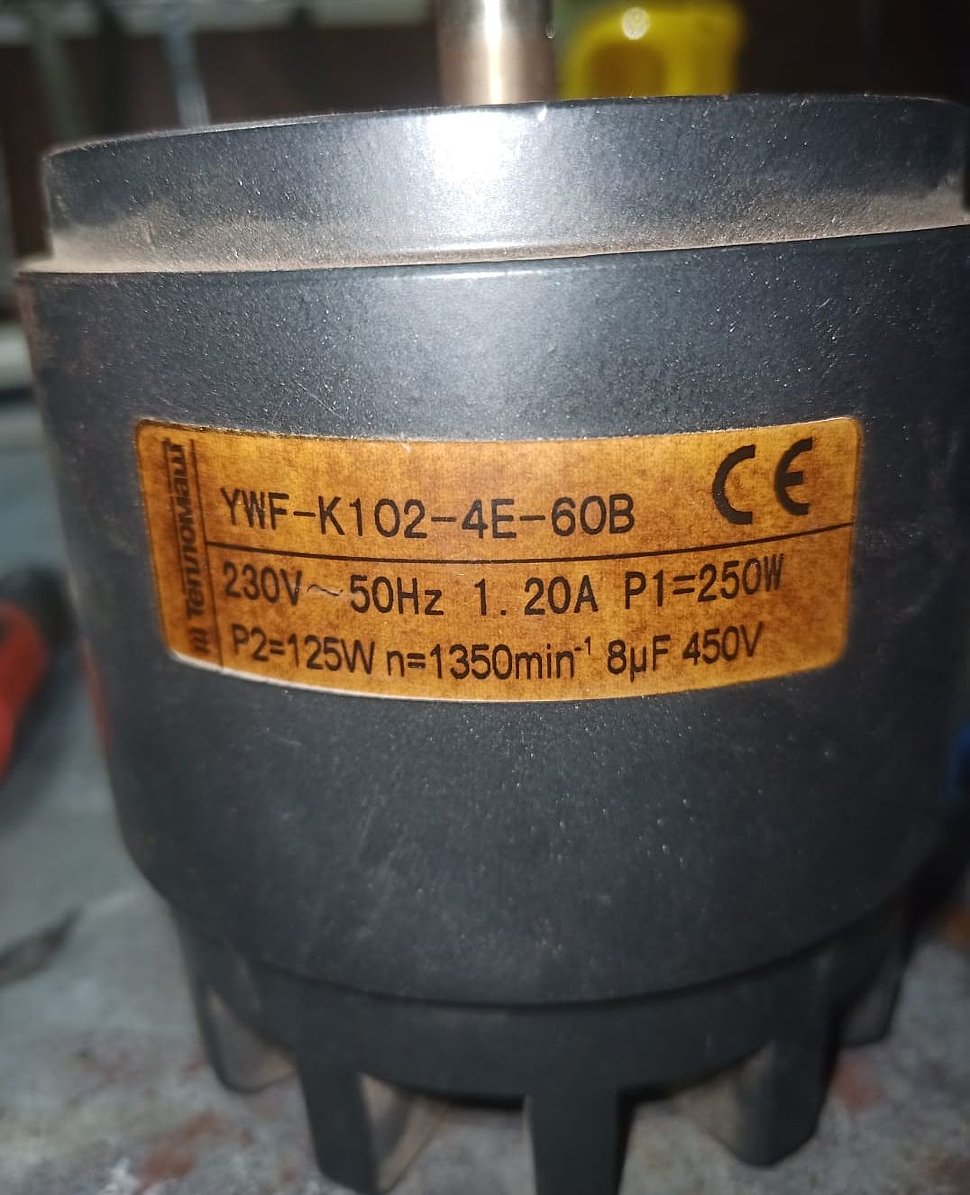 Тепломаш
YWF-K102-4E-60B
CE
230V~50Hz 1.20A P1=250W
P2=125W n=1350min⁻¹ 8µF 450V